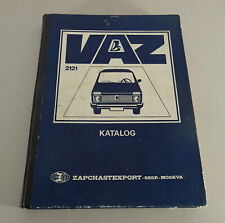 VAZ
2121
KATALOG
ZAPCHASTEXPORT - SSSR - MOSKVA